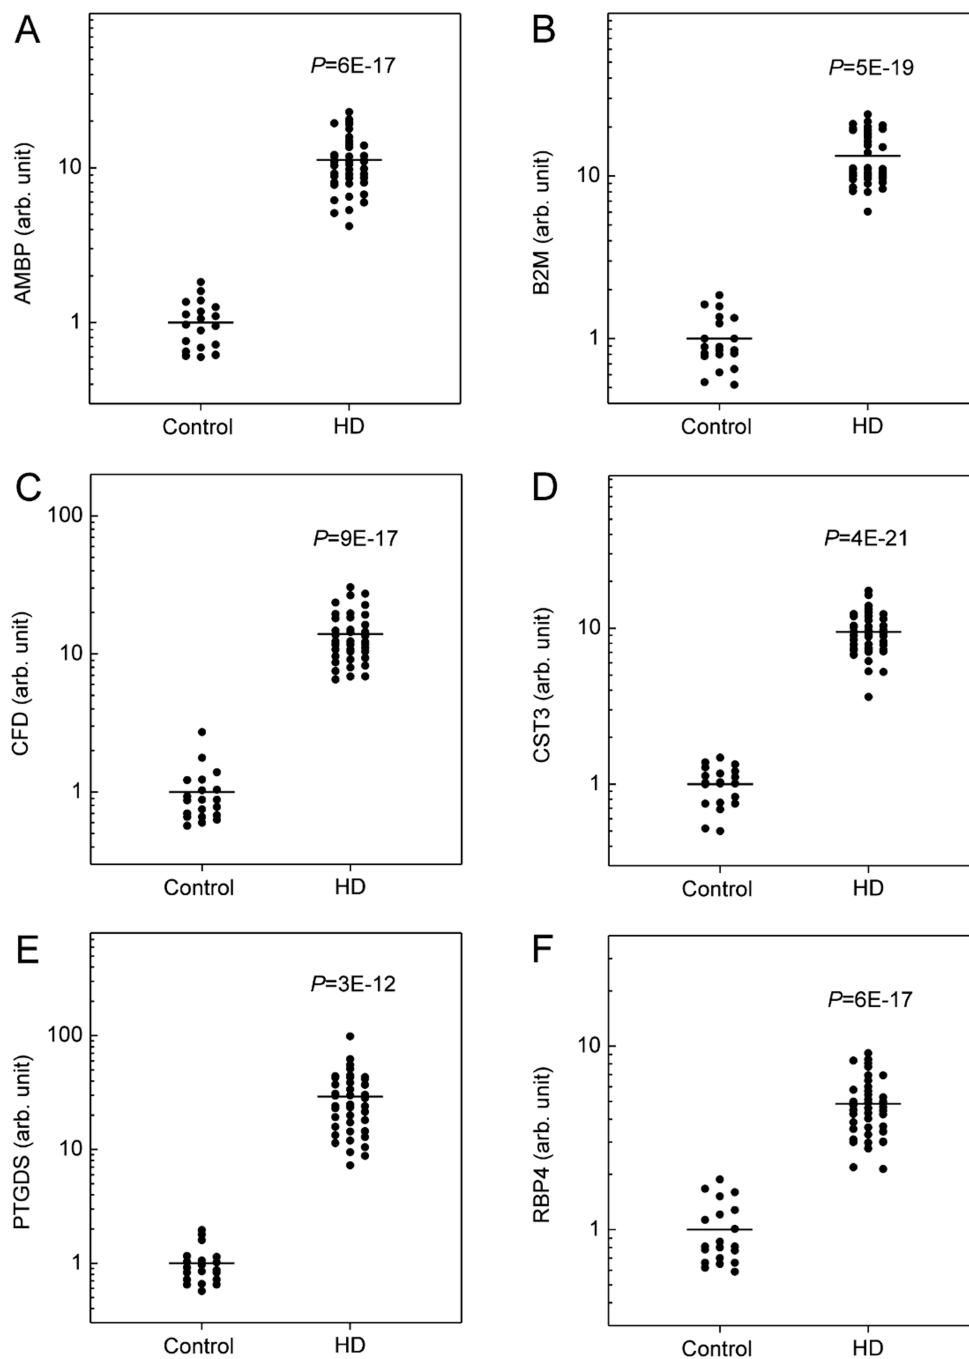 A
P=6E-17
AMBP (arb. unit)
10
1
Control
HD
B
P=5E-19
B2M (arb. unit)
10
1
Control
HD
C
P=9E-17
CFD (arb. unit)
100
10
1
Control
HD
D
P=4E-21
CST3 (arb. unit)
10
1
Control
HD
E
P=3E-12
PTGDS (arb. unit)
100
10
1
Control
HD
F
P=6E-17
RBP4 (arb. unit)
10
1
Control
HD